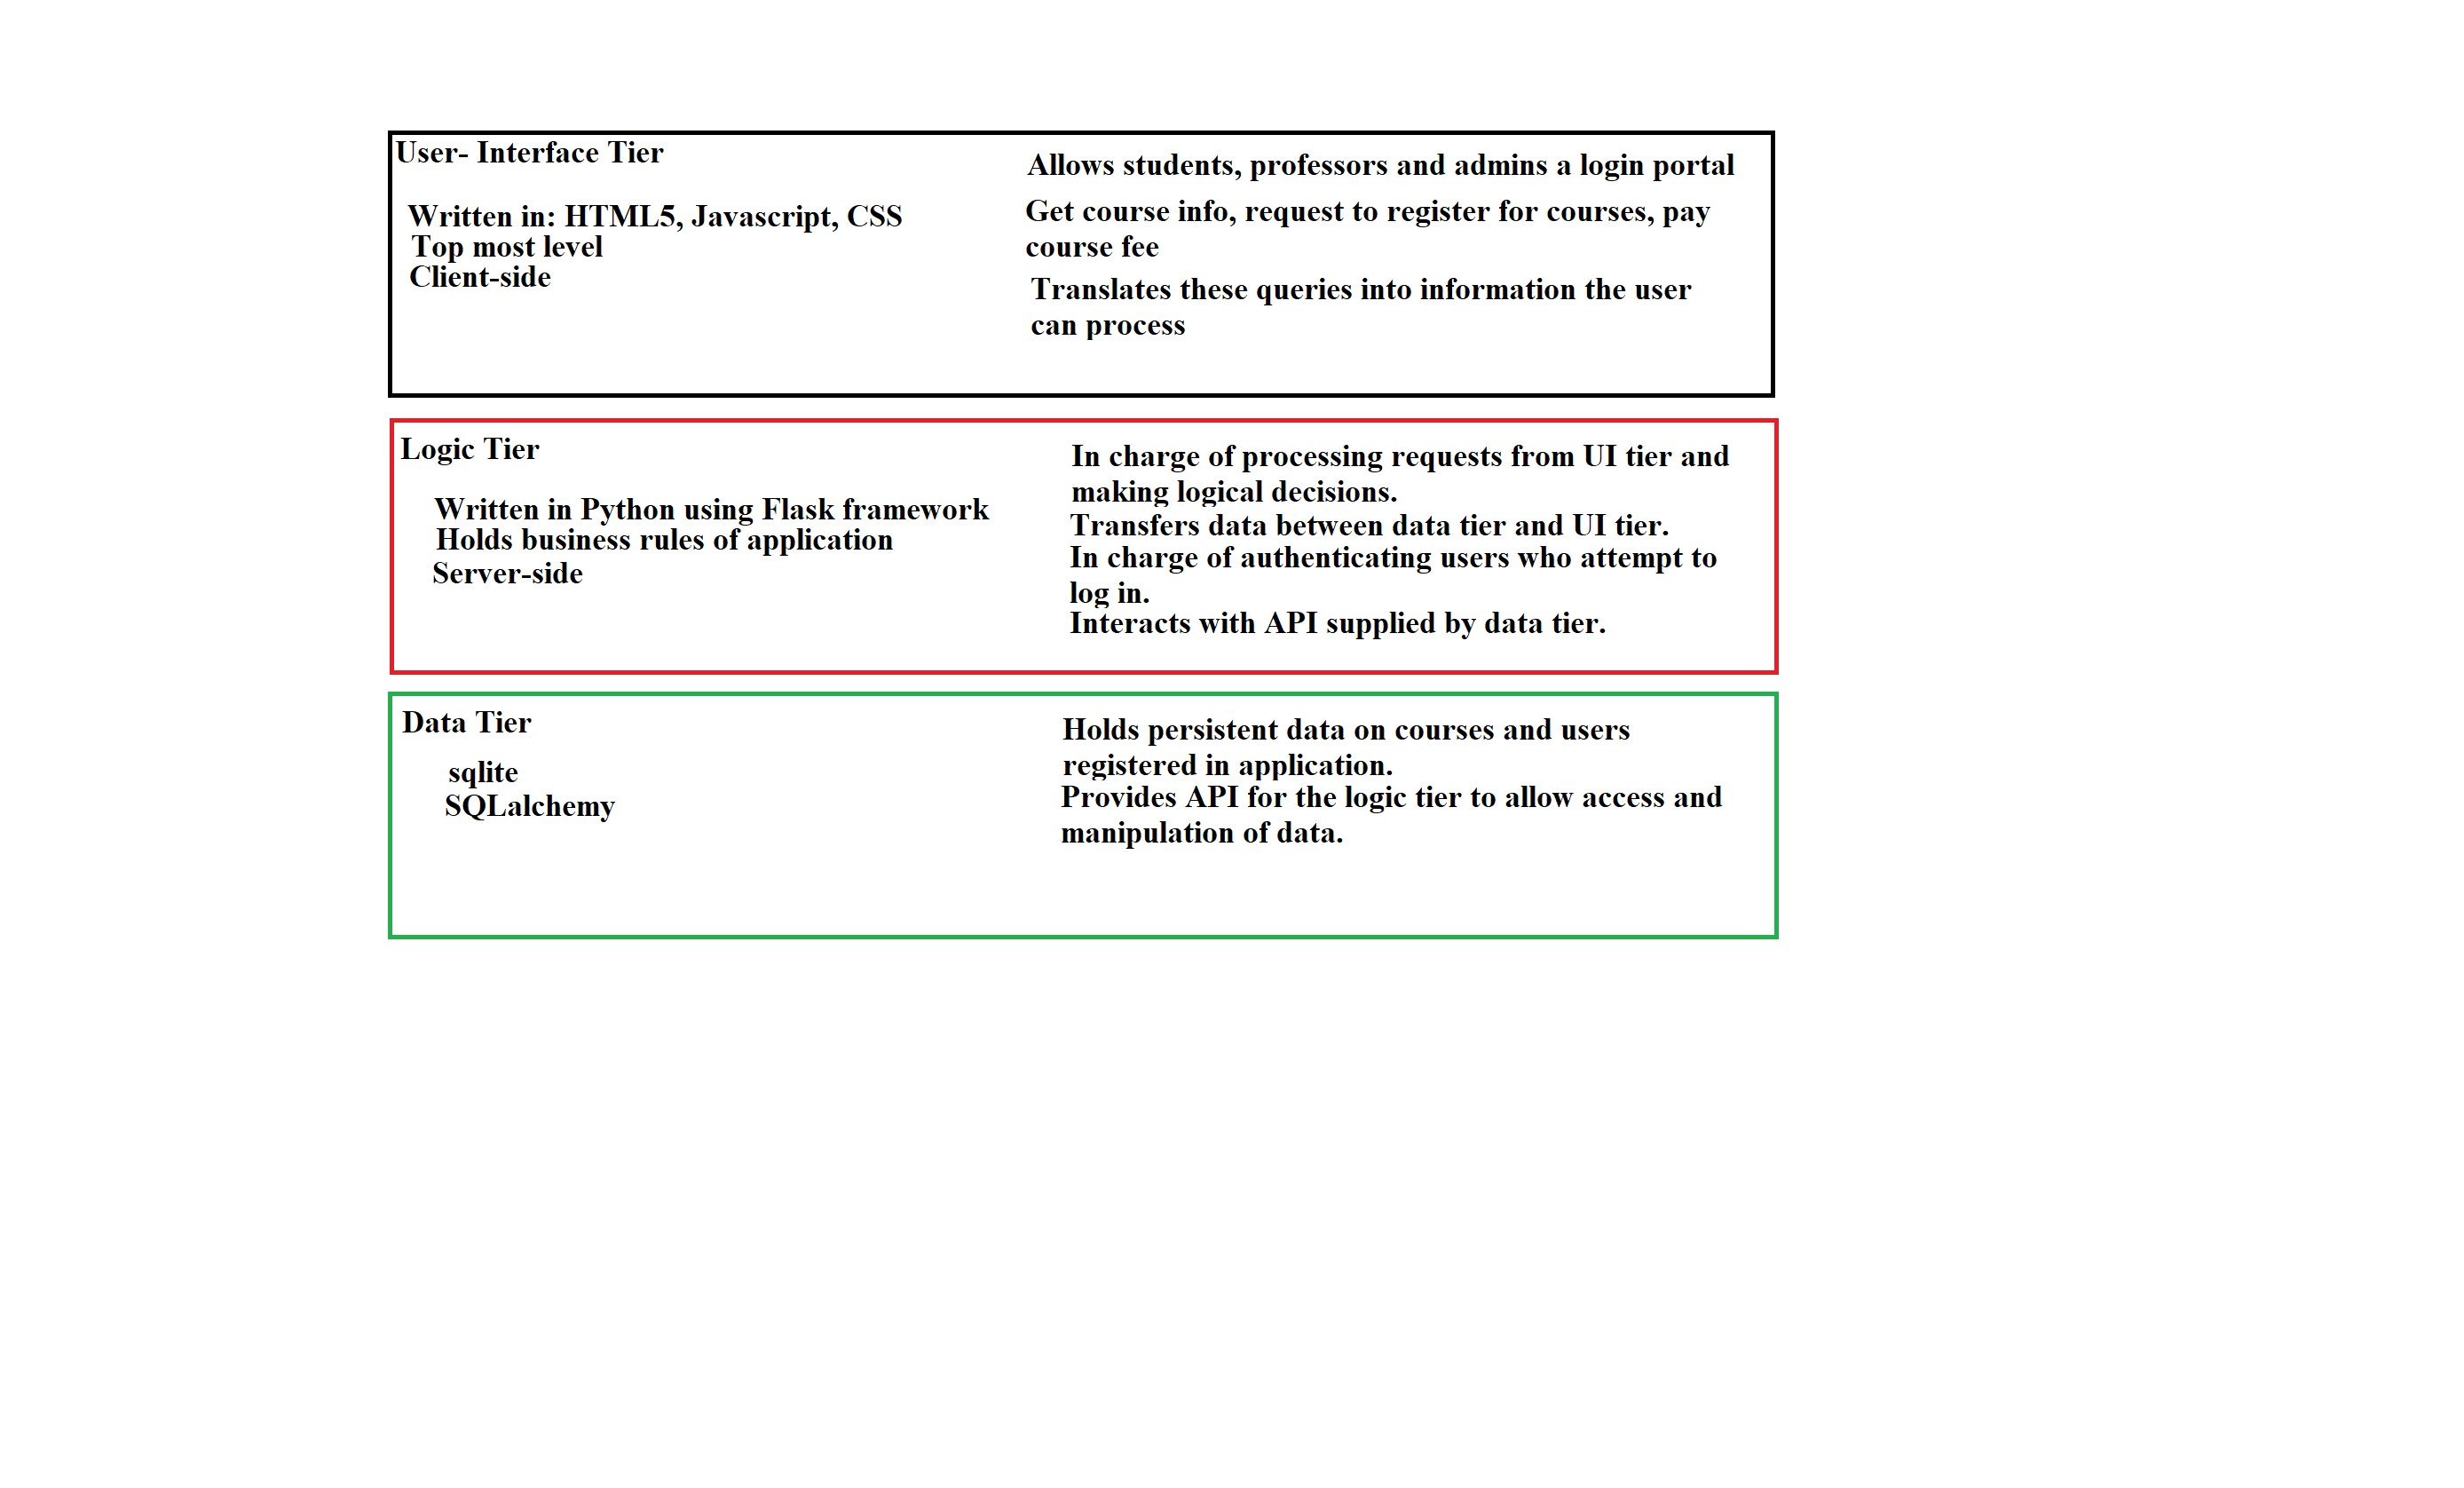 User- Interface Tier
Written in: HTML5, Javascript, CSS
Top most level
Client-side
Allows students, professors and admins a login portal
Get course info, request to register for courses, pay
course fee
Translates these queries into information the user
can process
Logic Tier
Written in Python using Flask framework
Holds business rules of application
Server-side
In charge of processing requests from UI tier and
making logical decisions.
Transfers data between data tier and UI tier.
In charge of authenticating users who attempt to
log in.
Interacts with API supplied by data tier.
Data Tier
sqlite
SQLalchemy
Holds persistent data on courses and users
registered in application.
Provides API for the logic tier to allow access and
manipulation of data.